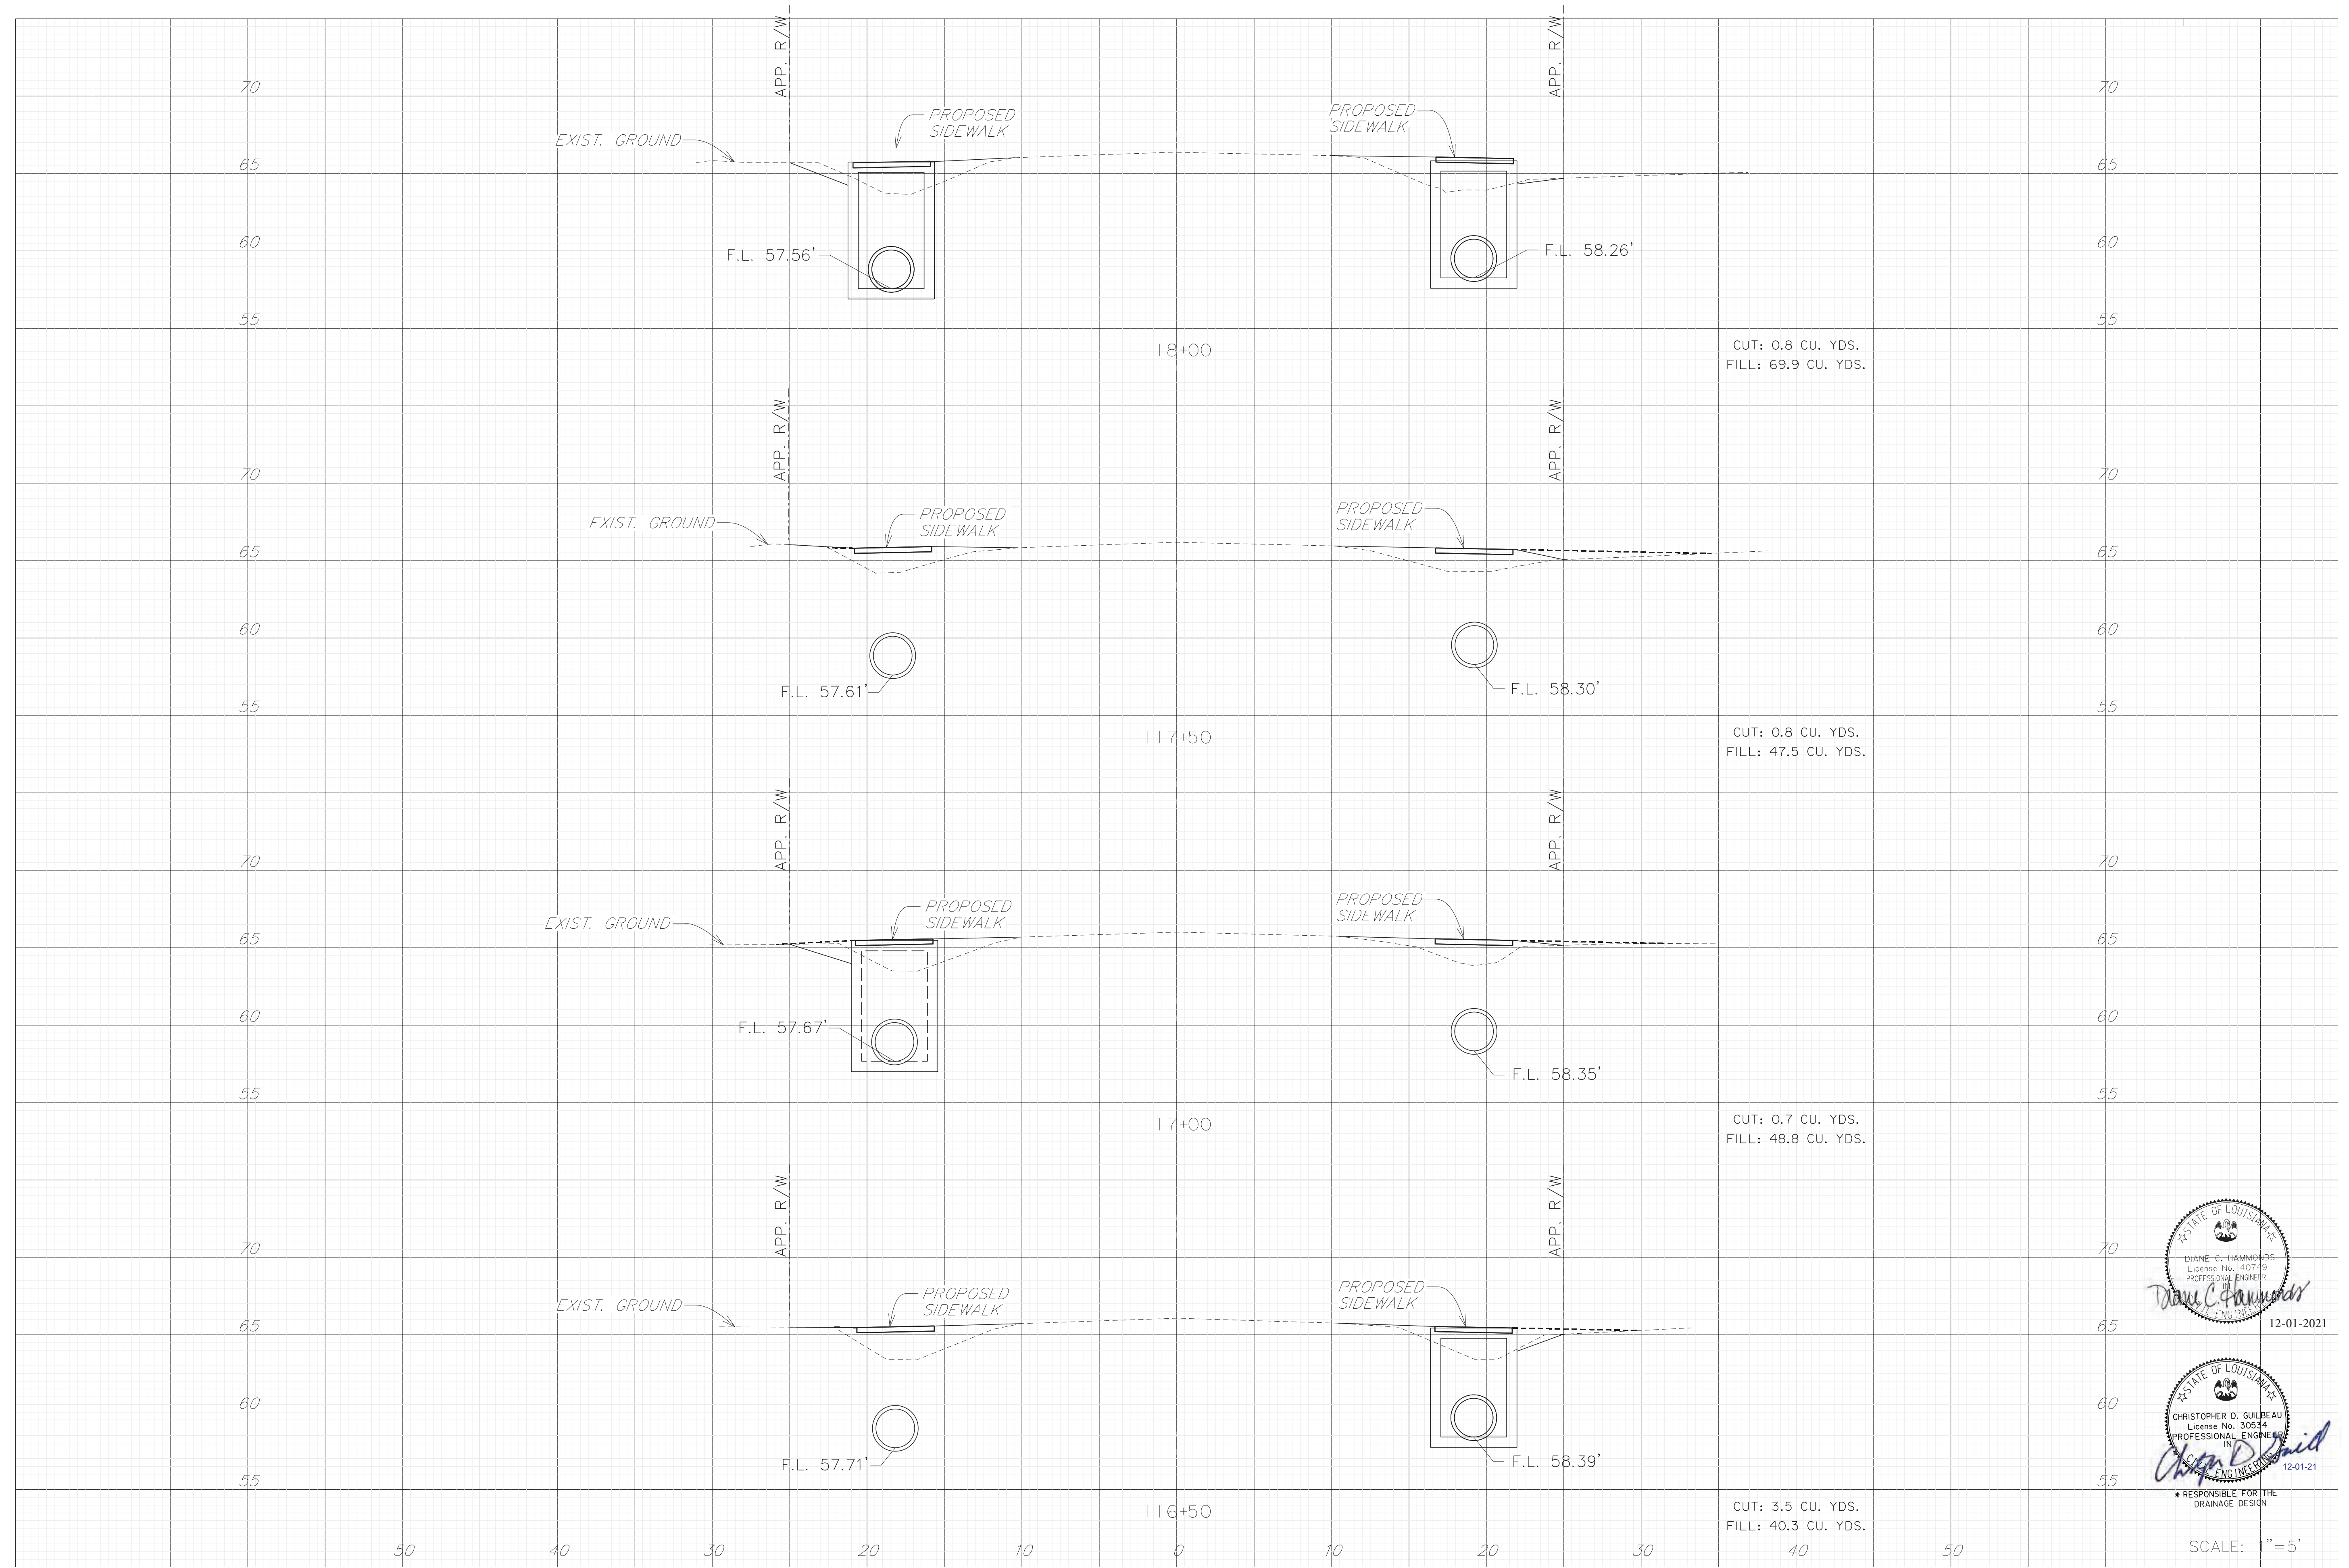 APP. R/W
APP. R/W
70
70
PROPOSED
SIDEWALK
PROPOSED
SIDEWALK
EXIST. GROUND
65
65
60
60
F.L. 57.56'
F.L. 58.26'
55
55
118+00
CUT: 0.8 CU. YDS.
FILL: 69.9 CU. YDS.
APP. R/W
APP. R/W
70
70
PROPOSED
SIDEWALK
PROPOSED
SIDEWALK
EXIST. GROUND
65
65
60
60
F.L. 57.61'
F.L. 58.30'
55
55
117+50
CUT: 0.8 CU. YDS.
FILL: 47.5 CU. YDS.
APP. R/W
APP. R/W
70
70
PROPOSED
SIDEWALK
PROPOSED
SIDEWALK
EXIST. GROUND
65
65
60
60
F.L. 57.67'
F.L. 58.35'
55
55
117+00
CUT: 0.7 CU. YDS.
FILL: 48.8 CU. YDS.
APP. R/W
APP. R/W
70
70
PROPOSED
SIDEWALK
PROPOSED
SIDEWALK
EXIST. GROUND
65
65
60
60
F.L. 57.71'
F.L. 58.39'
55
55
116+50
CUT: 3.5 CU. YDS.
FILL: 40.3 CU. YDS.
50
40
30
20
10
0
10
20
30
40
50
STATE OF LOUISIANA
DIANE C. HAMMONDS
License No. 40749
PROFESSIONAL ENGINEER
IN
Diane C. Hammonds
12-01-2021
STATE OF LOUISIANA
CHRISTOPHER D. GUILBEAU
License No. 30534
PROFESSIONAL ENGINEER
IN
CIVIL ENGINEERING
12-01-21
* RESPONSIBLE FOR THE
DRAINAGE DESIGN
SCALE: 1"=5'